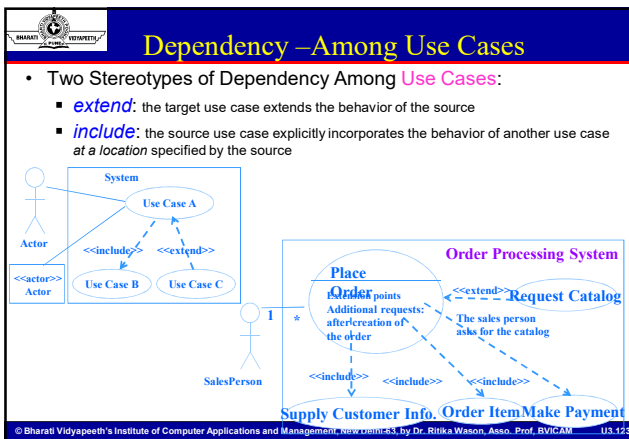 BHARATI VIDYAPEETH
PUNE
Dependency –Among Use Cases
• Two Stereotypes of Dependency Among Use Cases:
▪ extend: the target use case extends the behavior of the source
▪ include: the source use case explicitly incorporates the behavior of another use case
at a location specified by the source
System
Use Case A
Actor
<<include>> <<extend>>
<<actor>>
Actor
Use Case B
Use Case C
Order Processing System
Place
Order
Extension points
Additional requests:
after creation of
the order
<<extend>>
Request Catalog
The sales person
asks for the catalog
1 *
SalesPerson
<<include>> <<include>> <<include>>
Supply Customer Info. Order Item Make Payment
© Bharati Vidyapeeth's Institute of Computer Applications and Management, New Delhi-63, by Dr. Ritika Wason, Asso. Prof, BVICAM U3.123